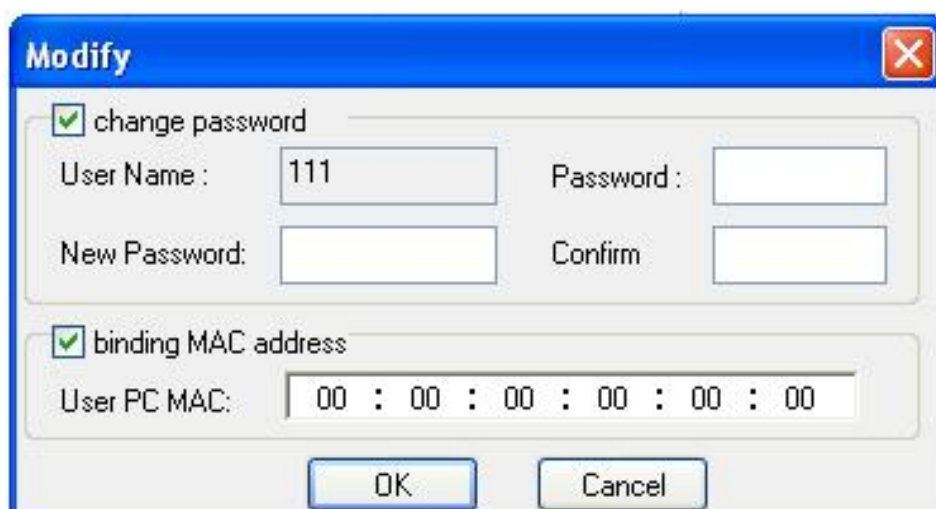 Modify
change password
User Name : 111 Password :
New Password: Confirm
binding MAC address
User PC MAC: 00 : 00 : 00 : 00 : 00 : 00
OK Cancel